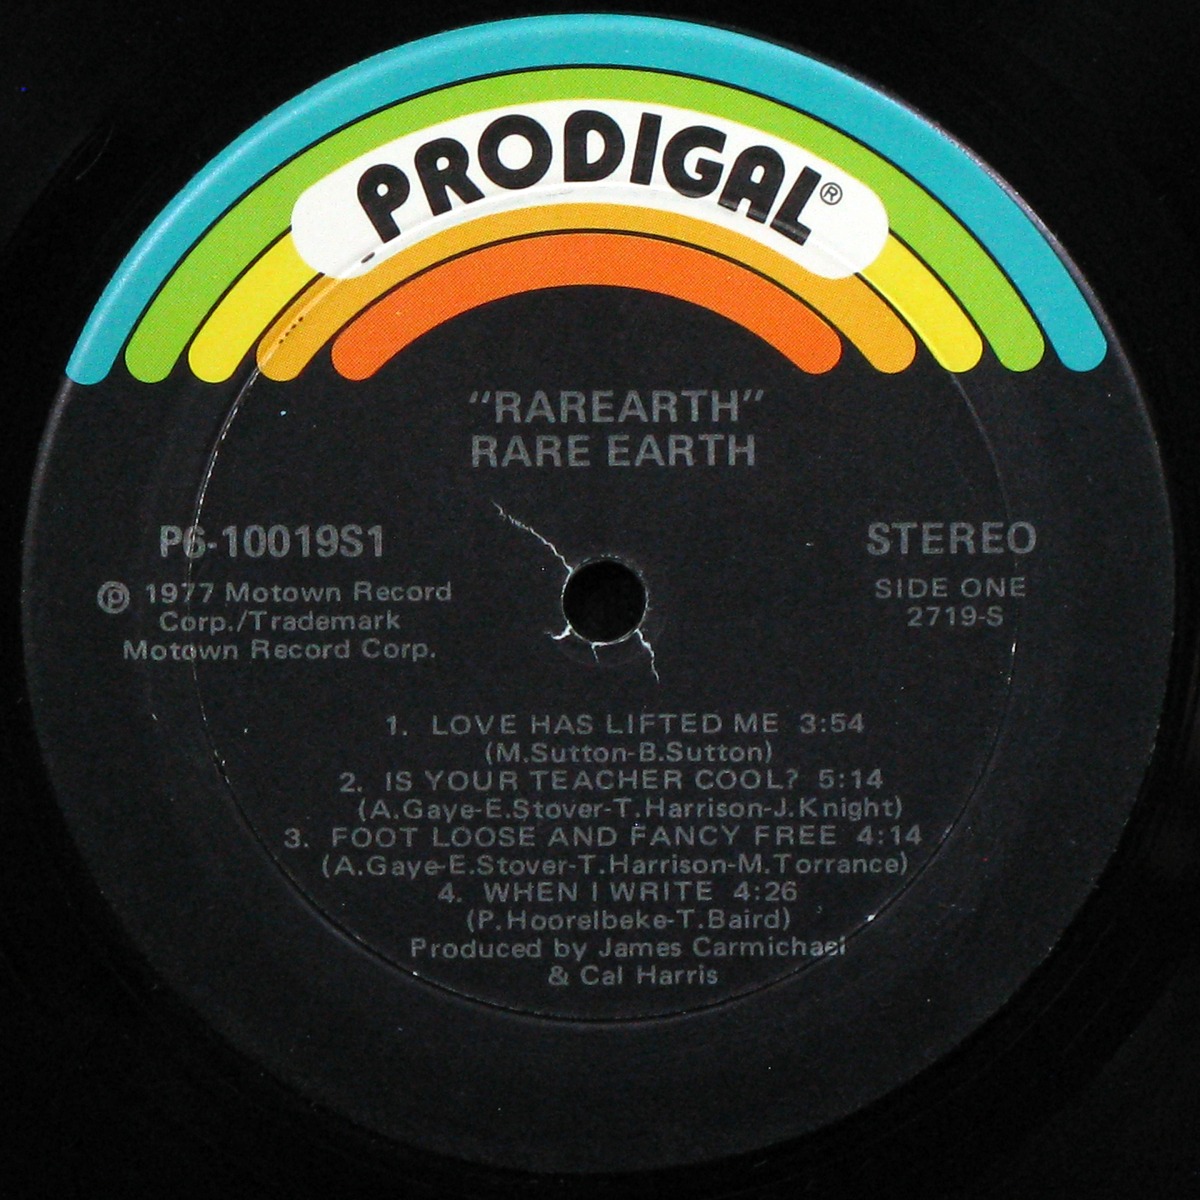 PRODIGAL®
"RAREARTH"
RARE EARTH
P6-10019S1
℗ 1977 Motown Record
Corp./Trademark
Motown Record Corp.
STEREO
SIDE ONE
2719-S
1. LOVE HAS LIFTED ME 3:54
(M.Sutton-B.Sutton)
2. IS YOUR TEACHER COOL? 5:14
(A.Gaye-E.Stover-T.Harrison-J.Knight)
3. FOOT LOOSE AND FANCY FREE 4:14
(A.Gaye-E.Stover-T.Harrison-M.Torrance)
4. WHEN I WRITE 4:26
(P.Hoorelbeke-T.Baird)
Produced by James Carmichael
& Cal Harris